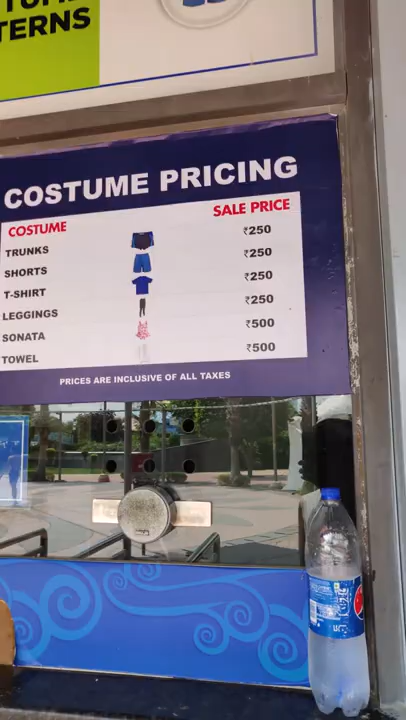 TERNS
COSTUME PRICING
COSTUME SALE PRICE
TRUNKS ₹250
SHORTS ₹250
T-SHIRT ₹250
LEGGINGS ₹250
SONATA ₹500
TOWEL ₹500
PRICES ARE INCLUSIVE OF ALL TAXES